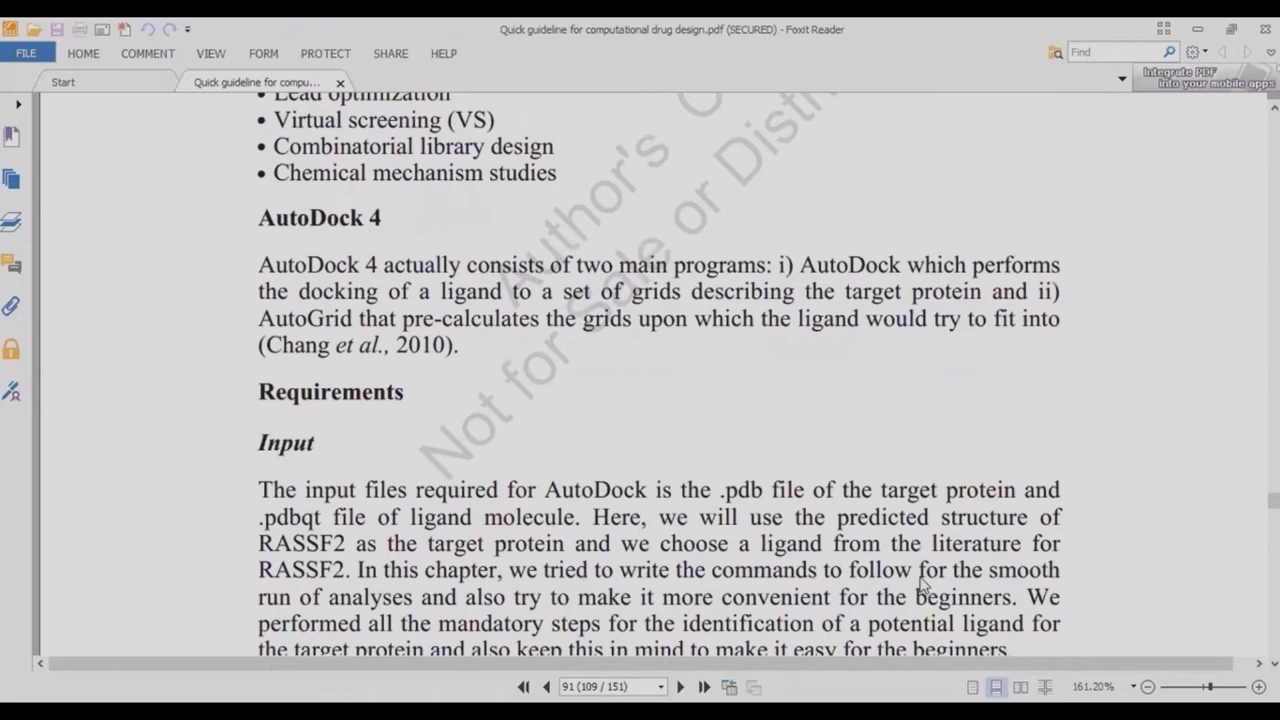 Quick guideline for computational drug design.pdf (SECURED) - Foxit Reader
FILE HOME COMMENT VIEW FORM PROTECT SHARE HELP
Find
Start
Quick guideline for compu...
Integrate PDF
into your mobile apps
• Lead optimization
• Virtual screening (VS)
• Combinatorial library design
• Chemical mechanism studies
AutoDock 4
AutoDock 4 actually consists of two main programs: i) AutoDock which performs
the docking of a ligand to a set of grids describing the target protein and ii)
AutoGrid that pre-calculates the grids upon which the ligand would try to fit into
(Chang et al., 2010).
Requirements
Input
The input files required for AutoDock is the .pdb file of the target protein and
.pdbqt file of ligand molecule. Here, we will use the predicted structure of
RASSF2 as the target protein and we choose a ligand from the literature for
RASSF2. In this chapter, we tried to write the commands to follow for the smooth
run of analyses and also try to make it more convenient for the beginners. We
performed all the mandatory steps for the identification of a potential ligand for
the target protein and also keep this in mind to make it easy for the beginners.
Author's
Not for Sale or Distri
91 (109 / 151)
161.20%